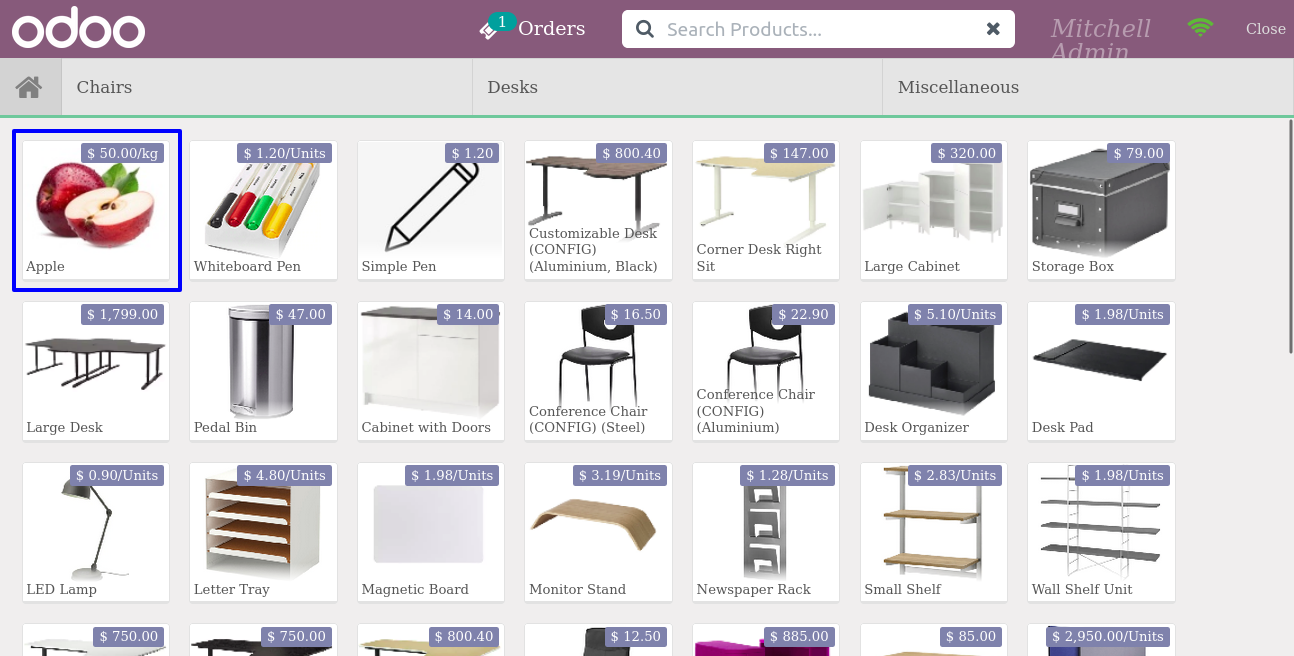 odoo
1
Orders
Search Products...
Mitchell
Admin
Close
Chairs
Desks
Miscellaneous
$ 50.00/kg
Apple
$ 1.20/Units
Whiteboard Pen
$ 1.20
Simple Pen
$ 800.40
Customizable Desk
(CONFIG)
(Aluminium, Black)
$ 147.00
Corner Desk Right
Sit
$ 320.00
Large Cabinet
$ 79.00
Storage Box
$ 1,799.00
Large Desk
$ 47.00
Pedal Bin
$ 14.00
Cabinet with Doors
$ 16.50
Conference Chair
(CONFIG) (Steel)
$ 22.90
Conference Chair
(CONFIG)
(Aluminium)
$ 5.10/Units
Desk Organizer
$ 1.98/Units
Desk Pad
$ 0.90/Units
LED Lamp
$ 4.80/Units
Letter Tray
$ 1.98/Units
Magnetic Board
$ 3.19/Units
Monitor Stand
$ 1.28/Units
Newspaper Rack
$ 2.83/Units
Small Shelf
$ 1.98/Units
Wall Shelf Unit
$ 750.00
$ 750.00
$ 800.40
$ 12.50
$ 885.00
$ 85.00
$ 2,950.00/Units